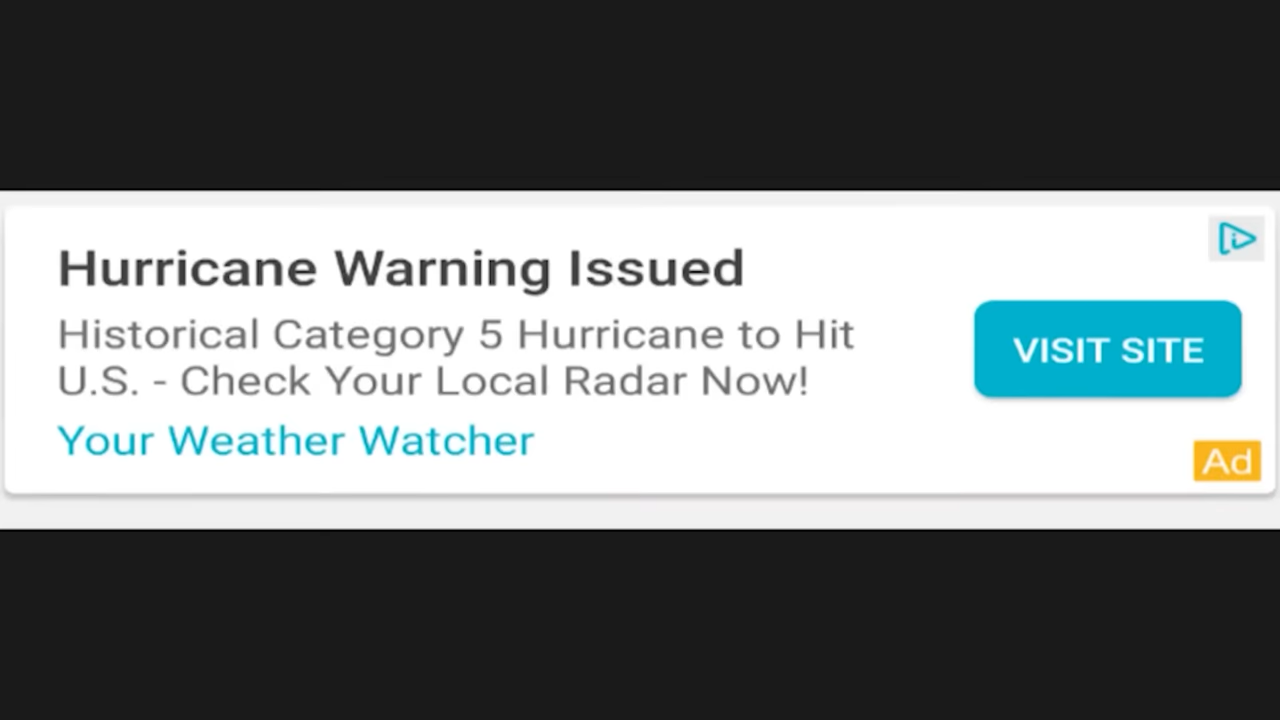 Hurricane Warning Issued
Historical Category 5 Hurricane to Hit
U.S. - Check Your Local Radar Now!
Your Weather Watcher
VISIT SITE
Ad